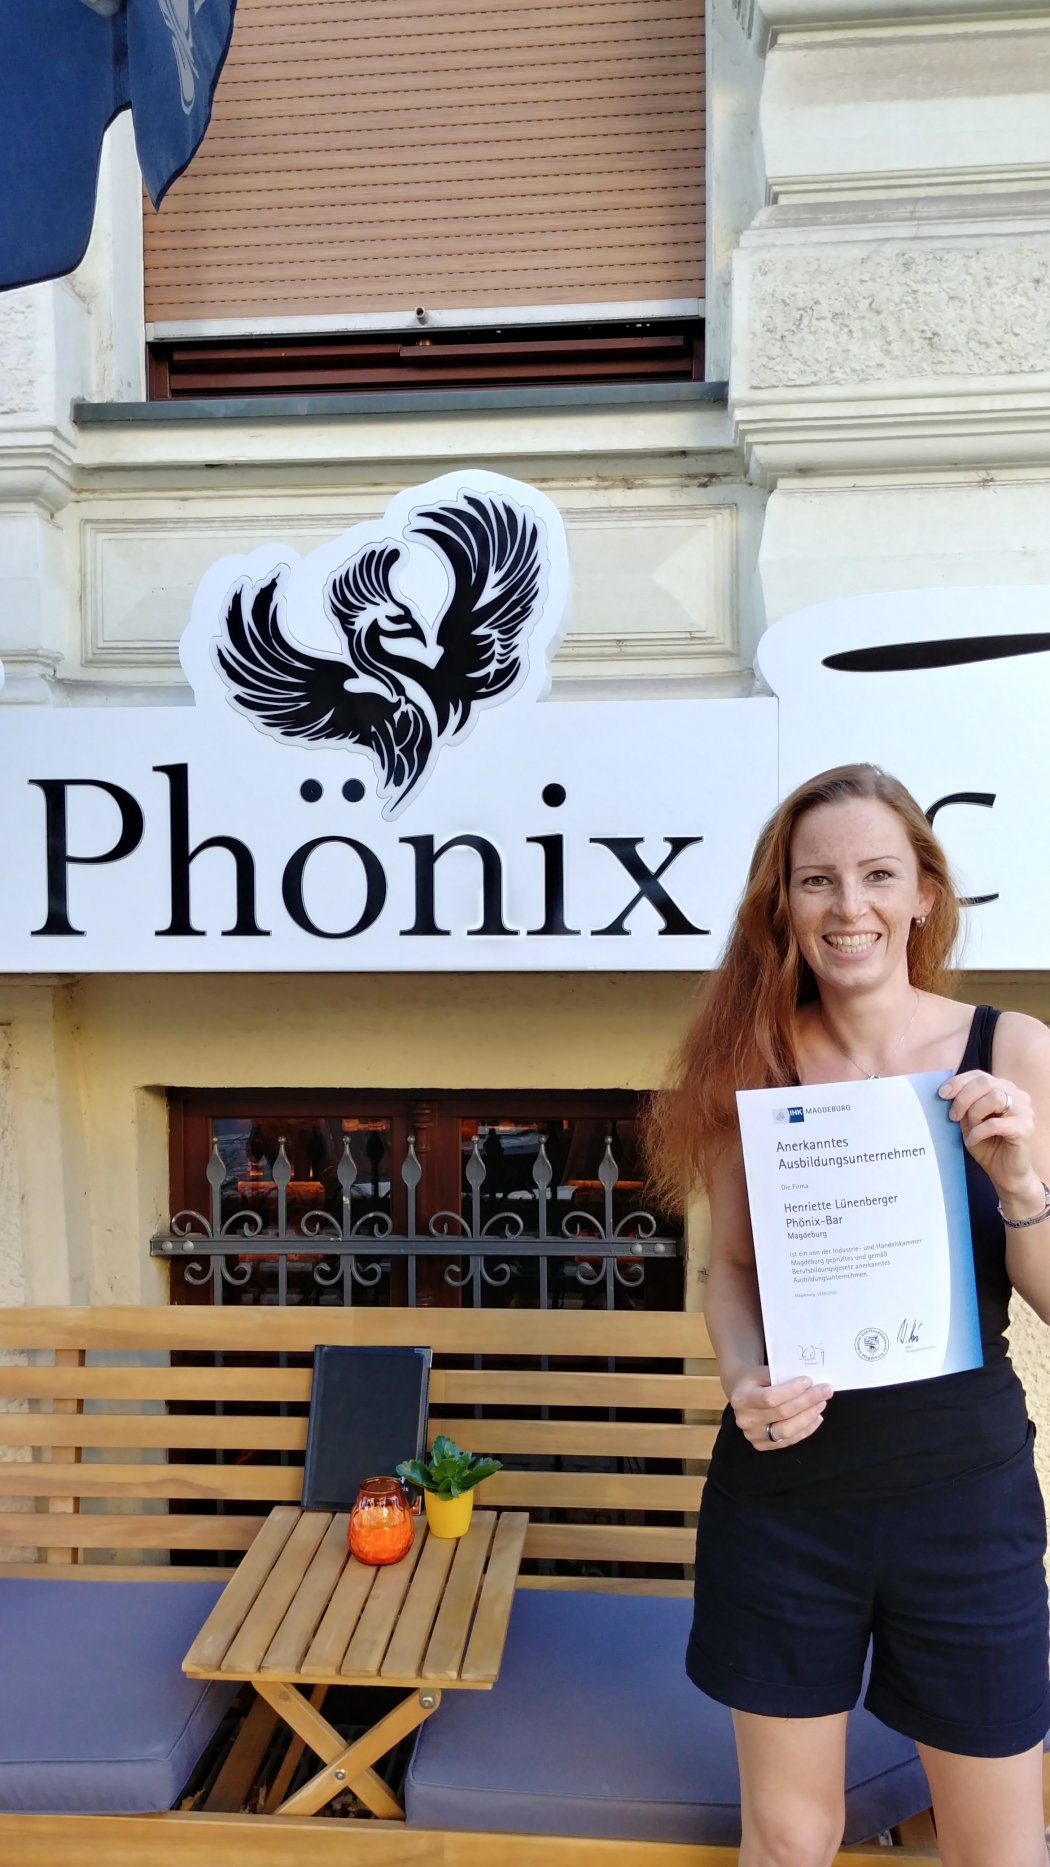 Phönix
IHK MAGDEBURG
Anerkanntes
Ausbildungsunternehmen
Die Firma
Henriette Lünenberger
Phönix-Bar
Magdeburg
ist ein von der Industrie- und Handelskammer
Magdeburg geprüftes und gemäß
Berufsbildungsgesetz anerkanntes
Ausbildungsunternehmen.
Magdeburg,